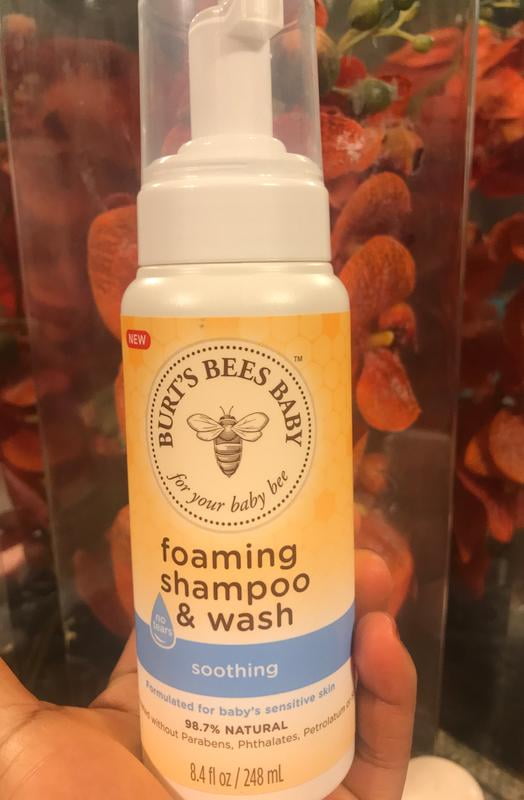 NEW
BURT'S BEES BABY
TM
for your baby bee
foaming
shampoo
& wash
no
tears
soothing
Formulated for baby's sensitive skin
98.7% NATURAL
without Parabens, Phthalates, Petrolatum or
8.4 fl oz / 248 mL